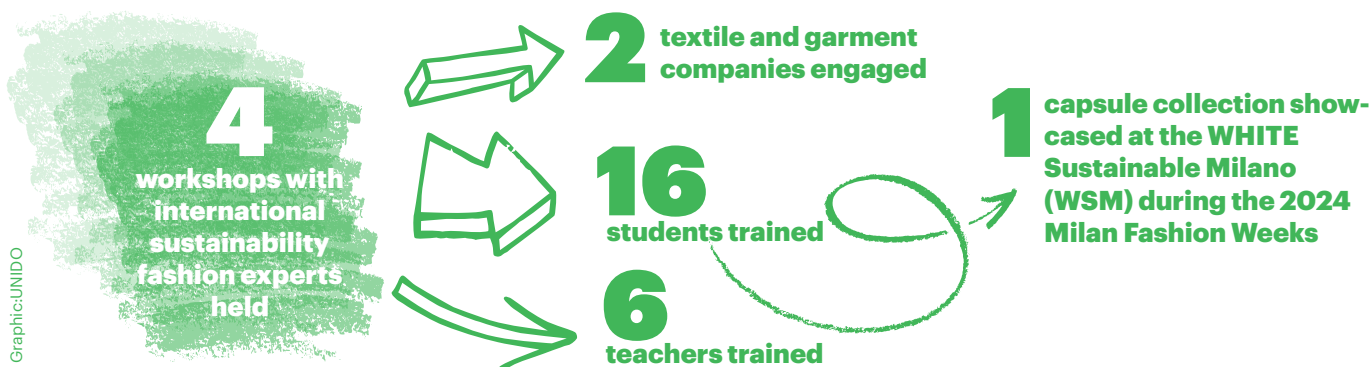 4
workshops with
international
sustainability
fashion experts
held
2
textile and garment
companies engaged
16
students trained
6
teachers trained
1
capsule collection show-
cased at the WHITE
Sustainable Milano
(WSM) during the 2024
Milan Fashion Weeks
Graphic:UNIDO